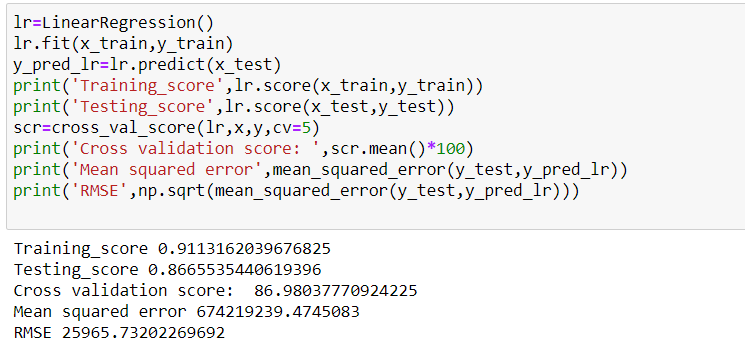 lr=LinearRegression()
lr.fit(x_train,y_train)
y_pred_lr=lr.predict(x_test)
print('Training_score',lr.score(x_train,y_train))
print('Testing_score',lr.score(x_test,y_test))
scr=cross_val_score(lr,x,y,cv=5)
print('Cross validation score: ',scr.mean()*100)
print('Mean squared error',mean_squared_error(y_test,y_pred_lr))
print('RMSE',np.sqrt(mean_squared_error(y_test,y_pred_lr)))
Training_score 0.9113162039676825
Testing_score 0.8665535440619396
Cross validation score:  86.98037770924225
Mean squared error 674219239.4745083
RMSE 25965.73202269692